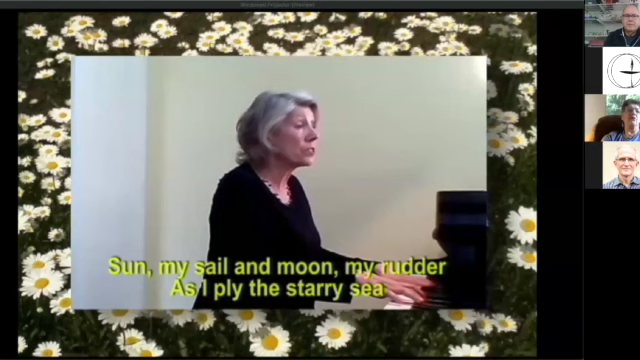 Sun, my sail and moon, my rudder
As I ply the starry sea